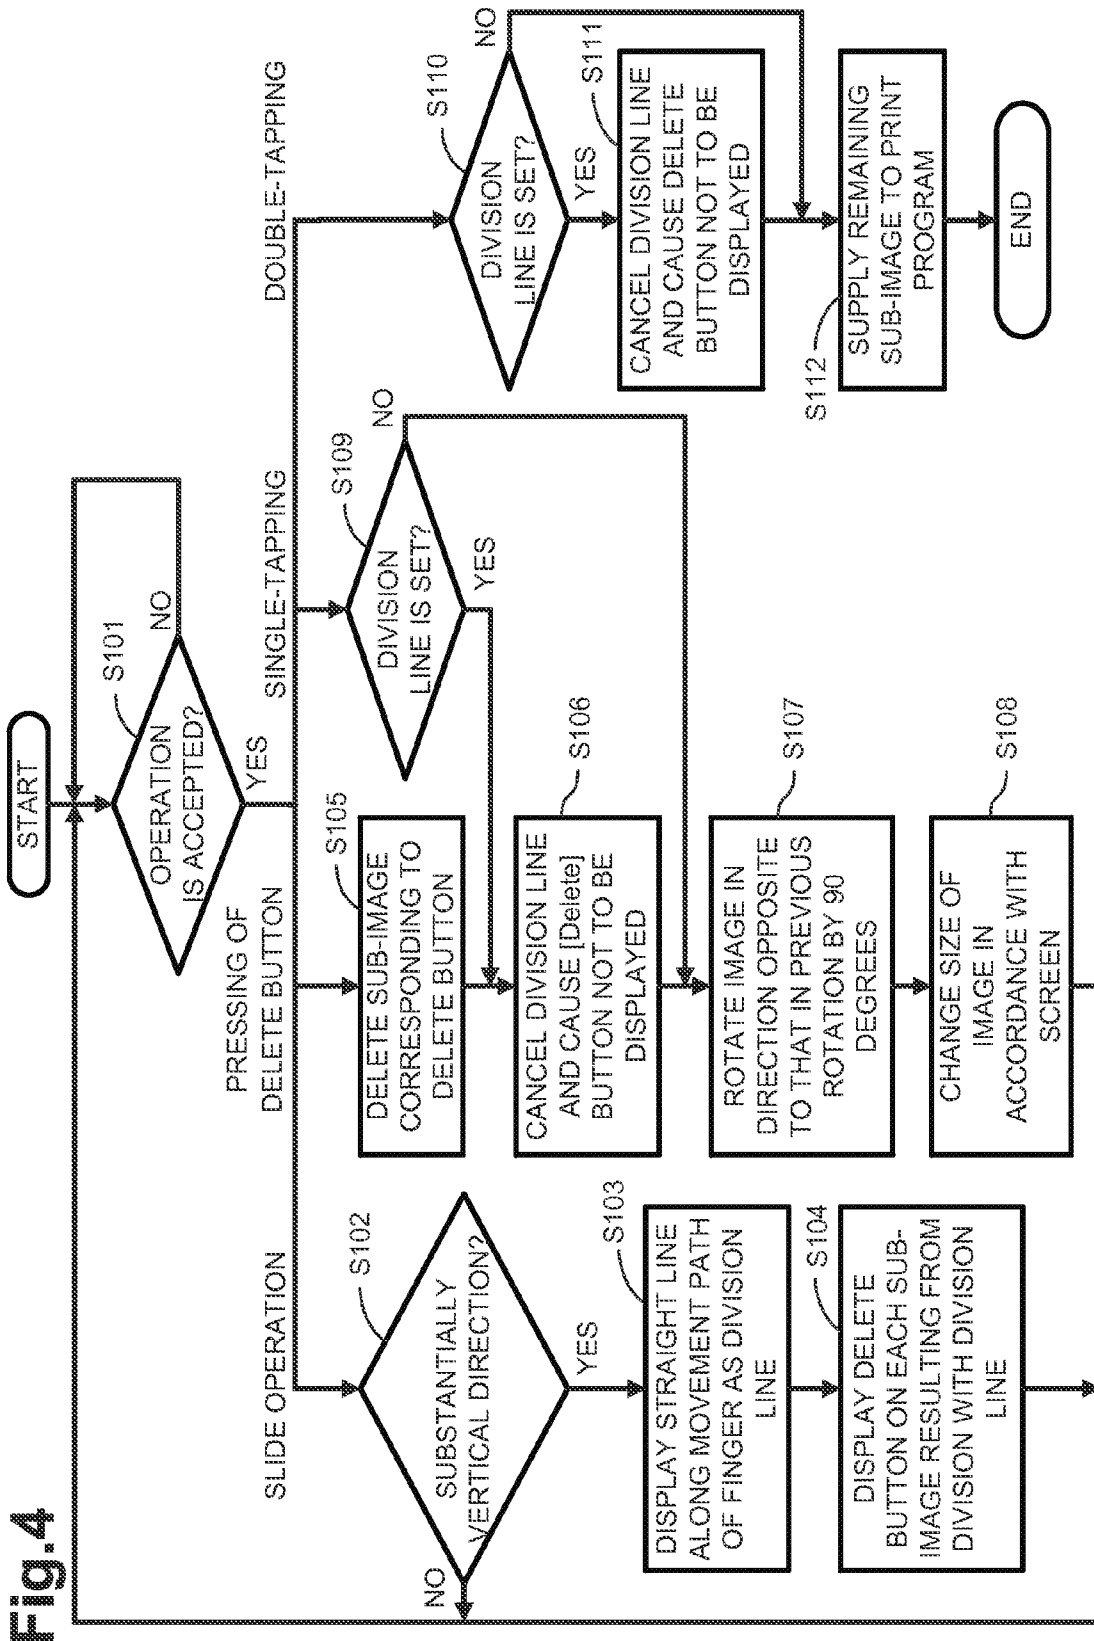 Fig.4
START
OPERATION
IS ACCEPTED?
S101
NO
YES
SLIDE OPERATION
PRESSING OF
DELETE BUTTON
SINGLE-TAPPING
DOUBLE-TAPPING
SUBSTANTIALLY
VERTICAL DIRECTION?
S102
NO
YES
DISPLAY STRAIGHT LINE
ALONG MOVEMENT PATH
OF FINGER AS DIVISION
LINE
S103
DISPLAY DELETE
BUTTON ON EACH SUB-
IMAGE RESULTING FROM
DIVISION WITH DIVISION
LINE
S104
DELETE SUB-IMAGE
CORRESPONDING TO
DELETE BUTTON
S105
CANCEL DIVISION LINE
AND CAUSE [Delete]
BUTTON NOT TO BE
DISPLAYED
S106
ROTATE IMAGE IN
DIRECTION OPPOSITE
TO THAT IN PREVIOUS
ROTATION BY 90
DEGREES
S107
CHANGE SIZE OF
IMAGE IN
ACCORDANCE WITH
SCREEN
S108
DIVISION
LINE IS SET?
S109
NO
YES
DIVISION
LINE IS SET?
S110
NO
YES
CANCEL DIVISION LINE
AND CAUSE DELETE
BUTTON NOT TO BE
DISPLAYED
S111
SUPPLY REMAINING
SUB-IMAGE TO PRINT
PROGRAM
S112
END